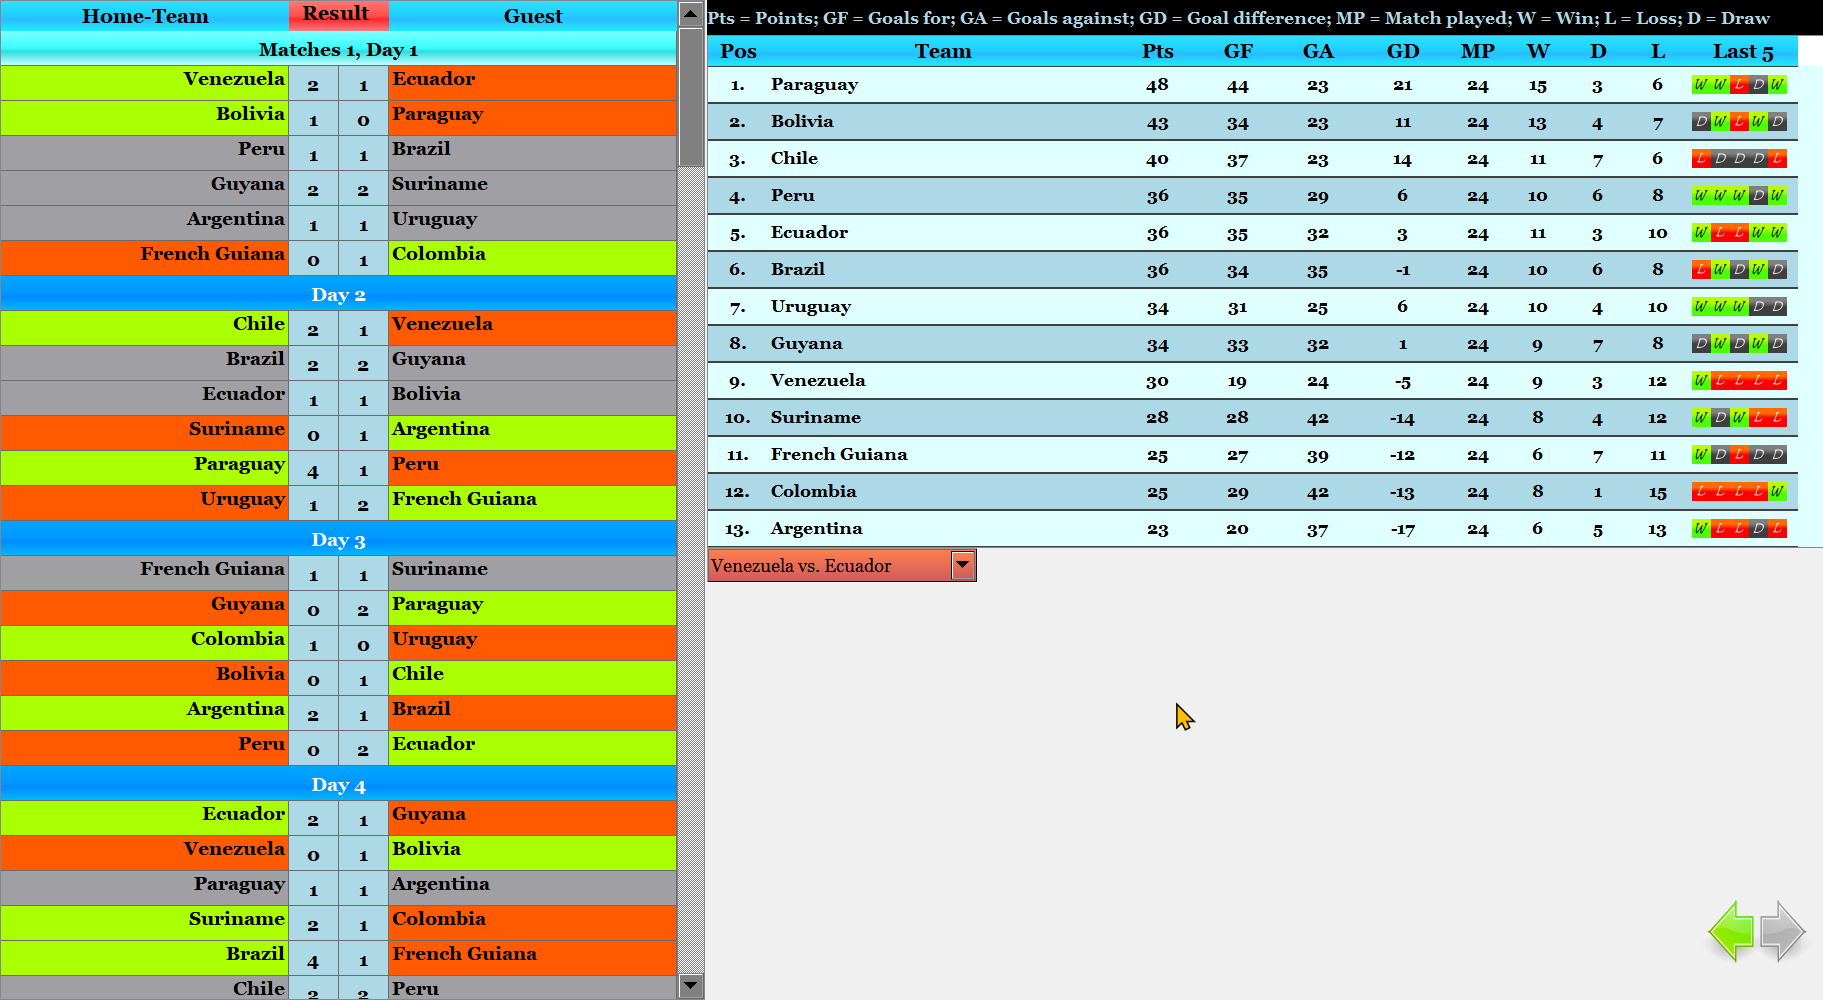 Home-Team Result Guest
Matches 1, Day 1
Venezuela 2 1 Ecuador
Bolivia 1 0 Paraguay
Peru 1 1 Brazil
Guyana 2 2 Suriname
Argentina 1 1 Uruguay
French Guiana 0 1 Colombia
Day 2
Chile 2 1 Venezuela
Brazil 2 2 Guyana
Ecuador 1 1 Bolivia
Suriname 0 1 Argentina
Paraguay 4 1 Peru
Uruguay 1 2 French Guiana
Day 3
French Guiana 1 1 Suriname
Guyana 0 2 Paraguay
Colombia 1 0 Uruguay
Bolivia 0 1 Chile
Argentina 2 1 Brazil
Peru 0 2 Ecuador
Day 4
Ecuador 2 1 Guyana
Venezuela 0 1 Bolivia
Paraguay 1 1 Argentina
Suriname 2 1 Colombia
Brazil 4 1 French Guiana
Chile 2 2 Peru
Pts = Points; GF = Goals for; GA = Goals against; GD = Goal difference; MP = Match played; W = Win; L = Loss; D = Draw
Pos Team Pts GF GA GD MP W D L Last 5
1. Paraguay 48 44 23 21 24 15 3 6 W W L D W
2. Bolivia 43 34 23 11 24 13 4 7 D W L W D
3. Chile 40 37 23 14 24 11 7 6 L D D D L
4. Peru 36 35 29 6 24 10 6 8 W W W D W
5. Ecuador 36 35 32 3 24 11 3 10 W L L W W
6. Brazil 36 34 35 -1 24 10 6 8 L W D W D
7. Uruguay 34 31 25 6 24 10 4 10 W W W D D
8. Guyana 34 33 32 1 24 9 7 8 D W D W D
9. Venezuela 30 19 24 -5 24 9 3 12 W L L L L
10. Suriname 28 28 42 -14 24 8 4 12 W D W L L
11. French Guiana 25 27 39 -12 24 6 7 11 W D L D D
12. Colombia 25 29 42 -13 24 8 1 15 L L L L W
13. Argentina 23 20 37 -17 24 6 5 13 W L L D L
Venezuela vs. Ecuador